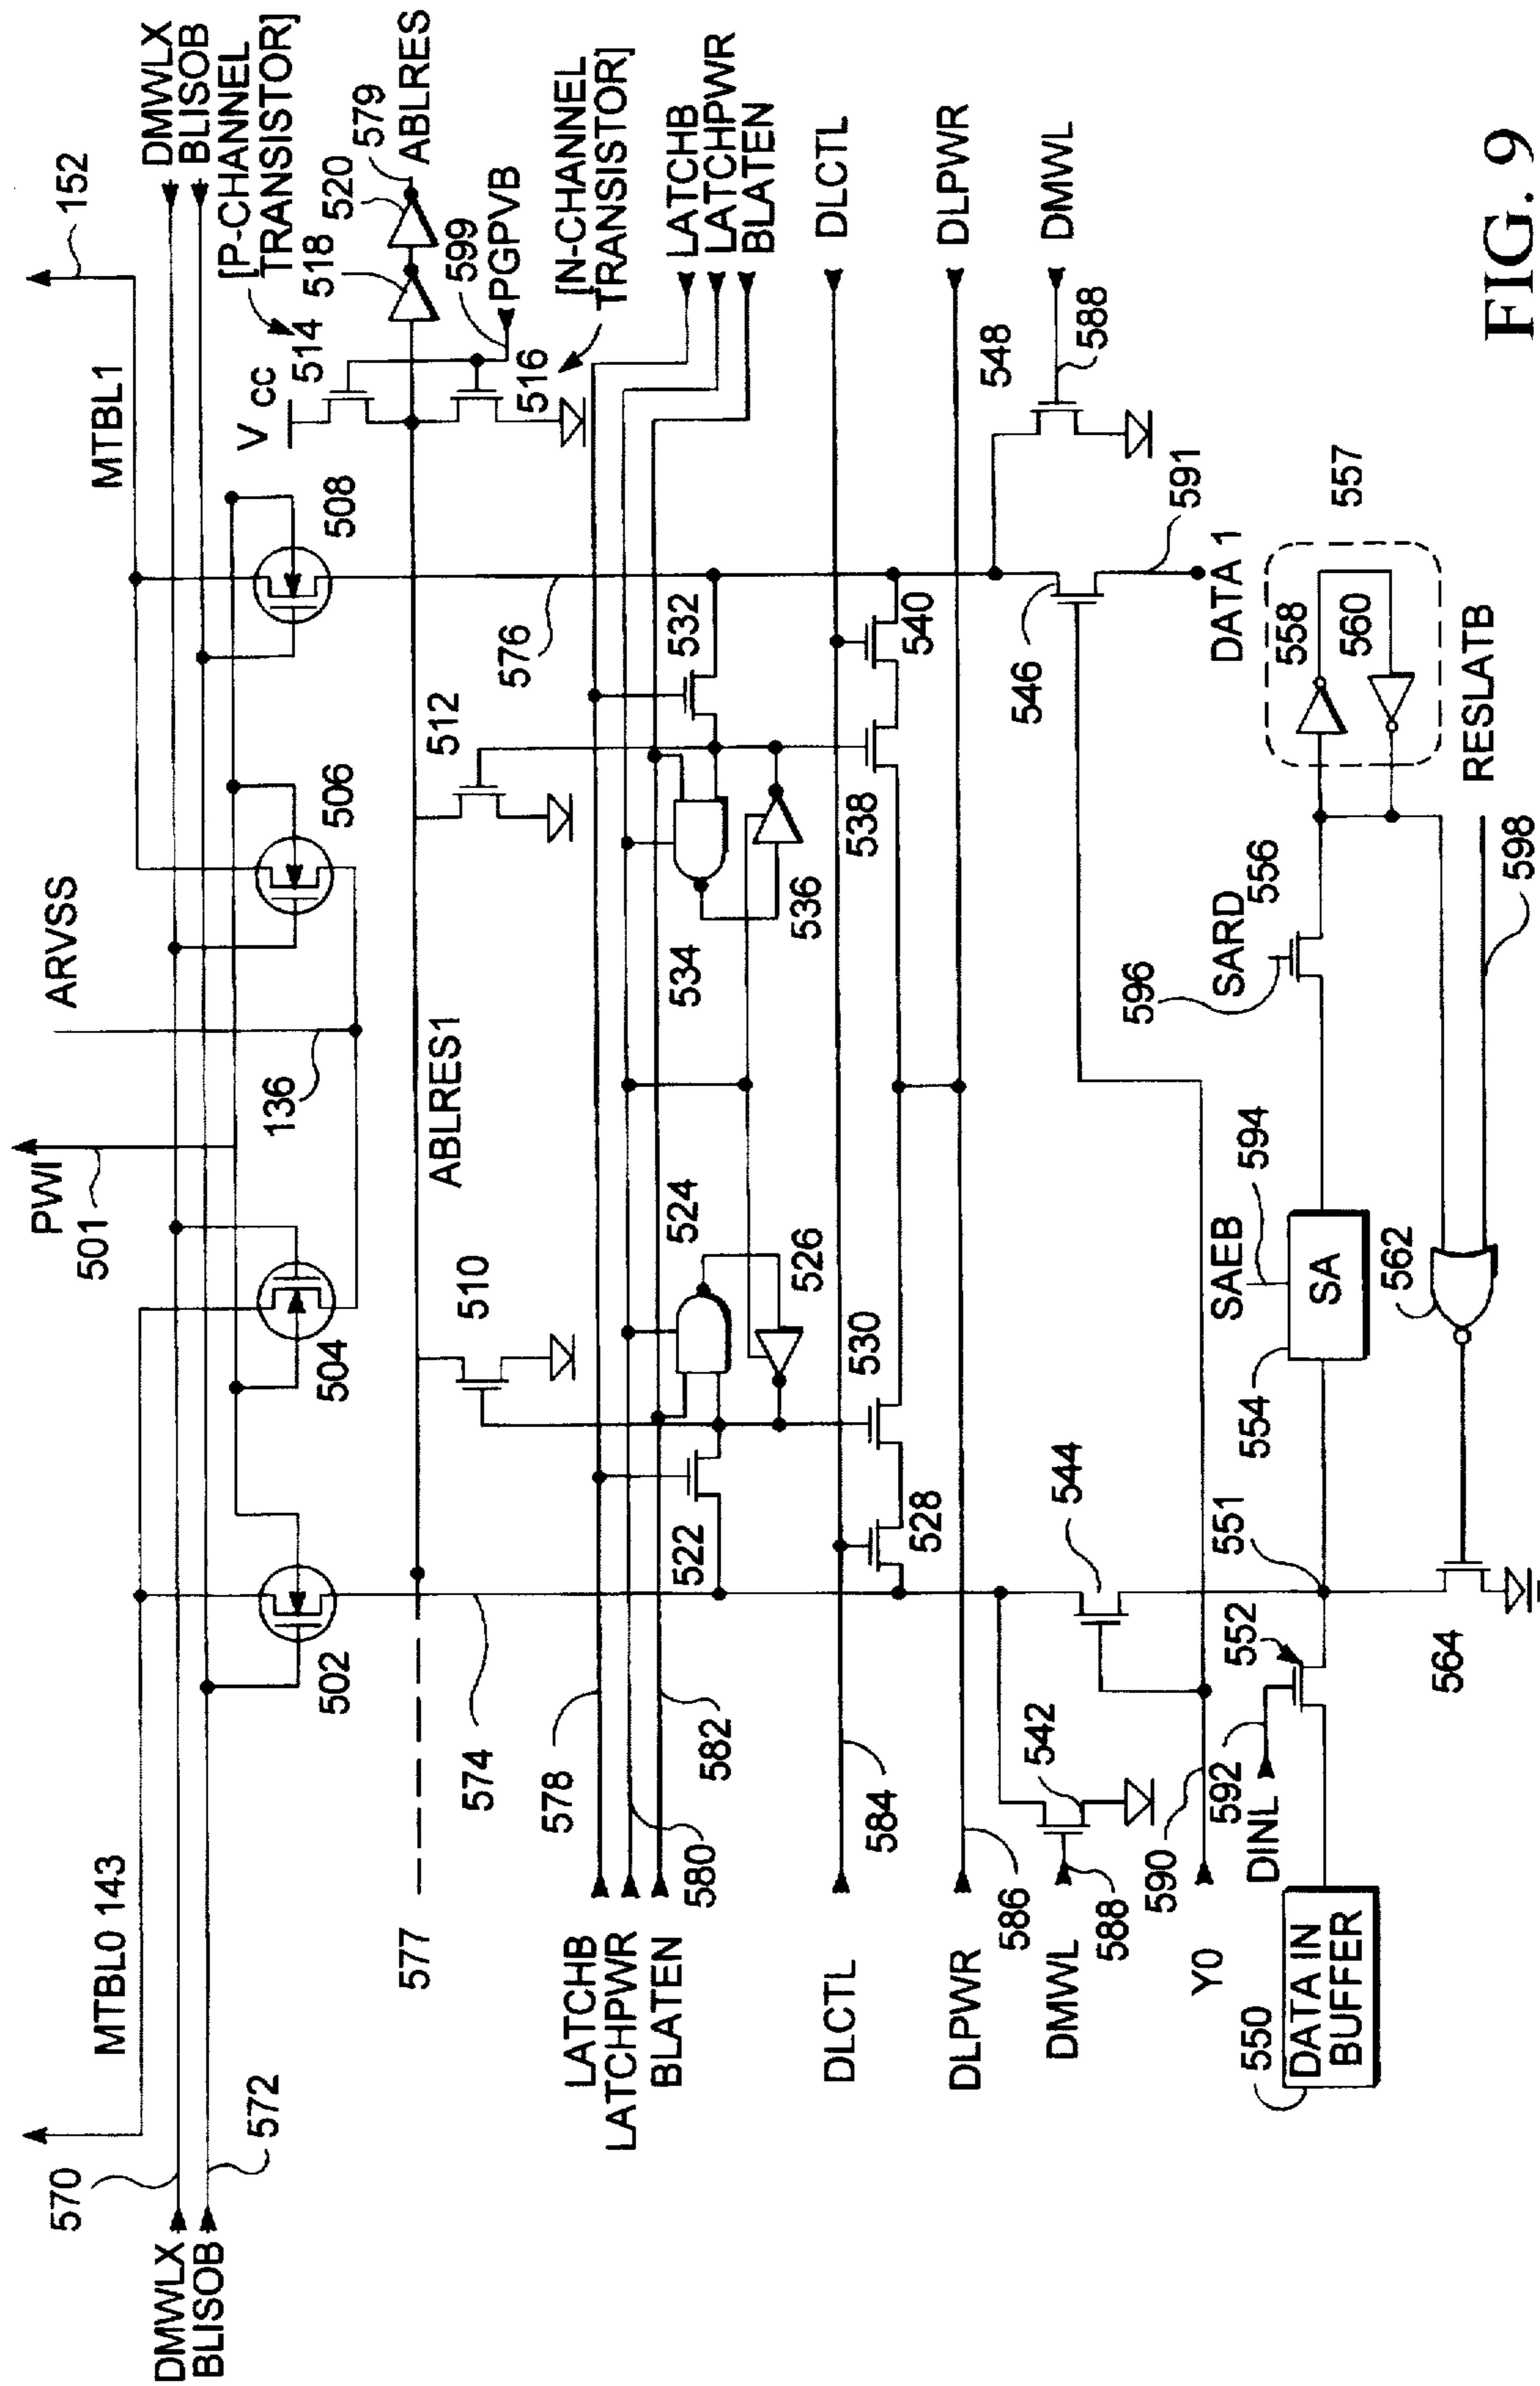 DMWLX
BLISOB
570
572
MTBL0 143
PWI
501
ARVSS
136
MTBL1
152
DMWLX
BLISOB
[P-CHANNEL
TRANSISTOR]
502
504
506
508
V CC
514
518
520
579
ABLRES
599
PGPVB
516
[N-CHANNEL
TRANSISTOR]
577
ABLRES1
510
512
574
576
LATCHB
LATCHPWR
BLATEN
578
580
582
522
524
526
534
536
532
LATCHB
LATCHPWR
BLATEN
DLCTL
584
528
530
538
540
DLCTL
DLPWR
586
DLPWR
DMWL
588
542
544
546
548
588
DMWL
Y0
590
591
DATA 1
550
DATA IN
BUFFER
DINL
592
552
551
554
SAEB
594
SA
596
SARD
556
558
560
557
564
562
598
RESLATB
FIG. 9